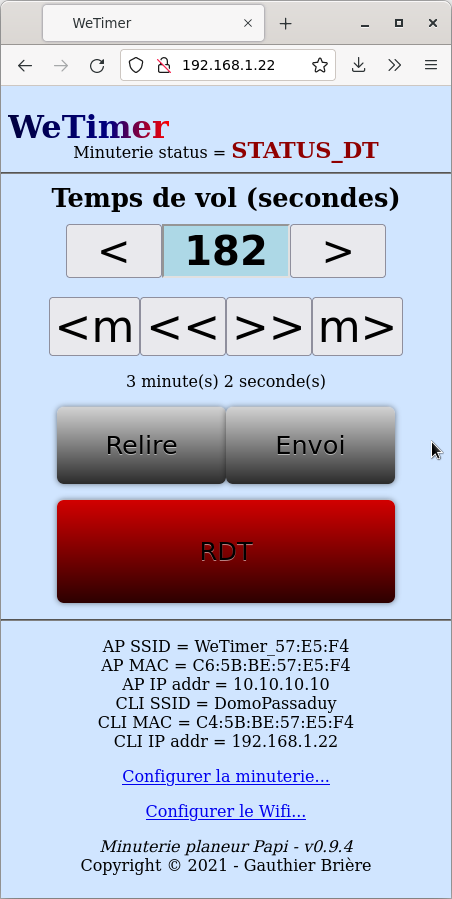 WeTimer
192.168.1.22
WeTimer
Minuterie status = STATUS_DT
Temps de vol (secondes)
< 182 >
<m << >> m>
3 minute(s) 2 seconde(s)
Relire Envoi
RDT
AP SSID = WeTimer_57:E5:F4
AP MAC = C6:5B:BE:57:E5:F4
AP IP addr = 10.10.10.10
CLI SSID = DomoPassaduy
CLI MAC = C4:5B:BE:57:E5:F4
CLI IP addr = 192.168.1.22
Configurer la minuterie...
Configurer le Wifi...
Minuterie planeur Papi - v0.9.4
Copyright © 2021 - Gauthier Brière